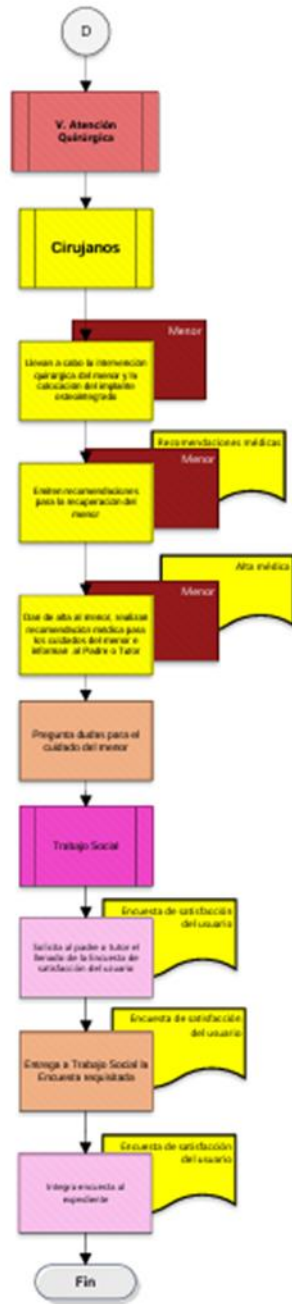 D
V. Atención
Quirúrgica
Cirujanos
Menor
Llevan a cabo la intervención
quirúrgica del menor y la
colocación del implante
osteointegrado
Recomendaciones médicas
Menor
Emiten recomendaciones
para la recuperación del
menor
Alta médica
Menor
Dan de alta al menor, realizan
recomendación médica para
los cuidados del menor e
informan al Padre o Tutor
Pregunta dudas para el
cuidado del menor
Trabajo Social
Encuesta de satisfacción
del usuario
Solicita al padre o tutor el
llenado de la Encuesta de
satisfacción del usuario
Encuesta de satisfacción
del usuario
Entrega a Trabajo Social la
Encuesta requisitada
Encuesta de satisfacción
del usuario
Integra encuesta al
expediente
Fin